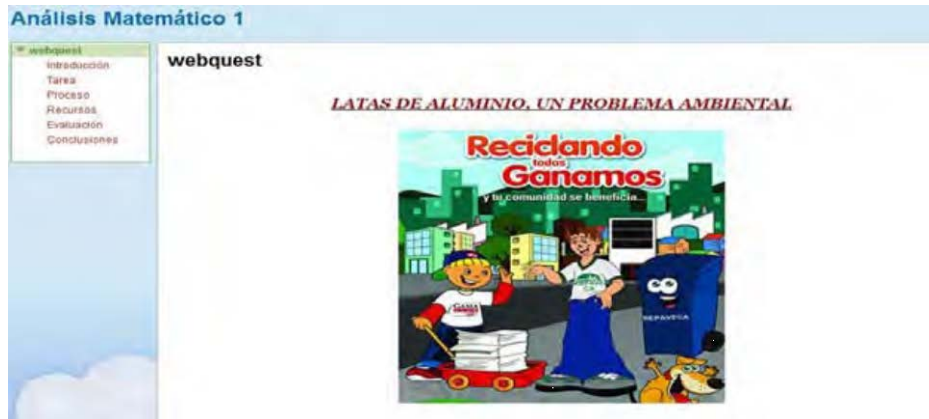 Análisis Matemático 1
webquest
Introducción
Tarea
Proceso
Recursos
Evaluación
Conclusiones
webquest
LATAS DE ALUMINIO, UN PROBLEMA AMBIENTAL
Reciclando
todos
Ganamos
y tu comunidad se beneficia...
REPAVECA